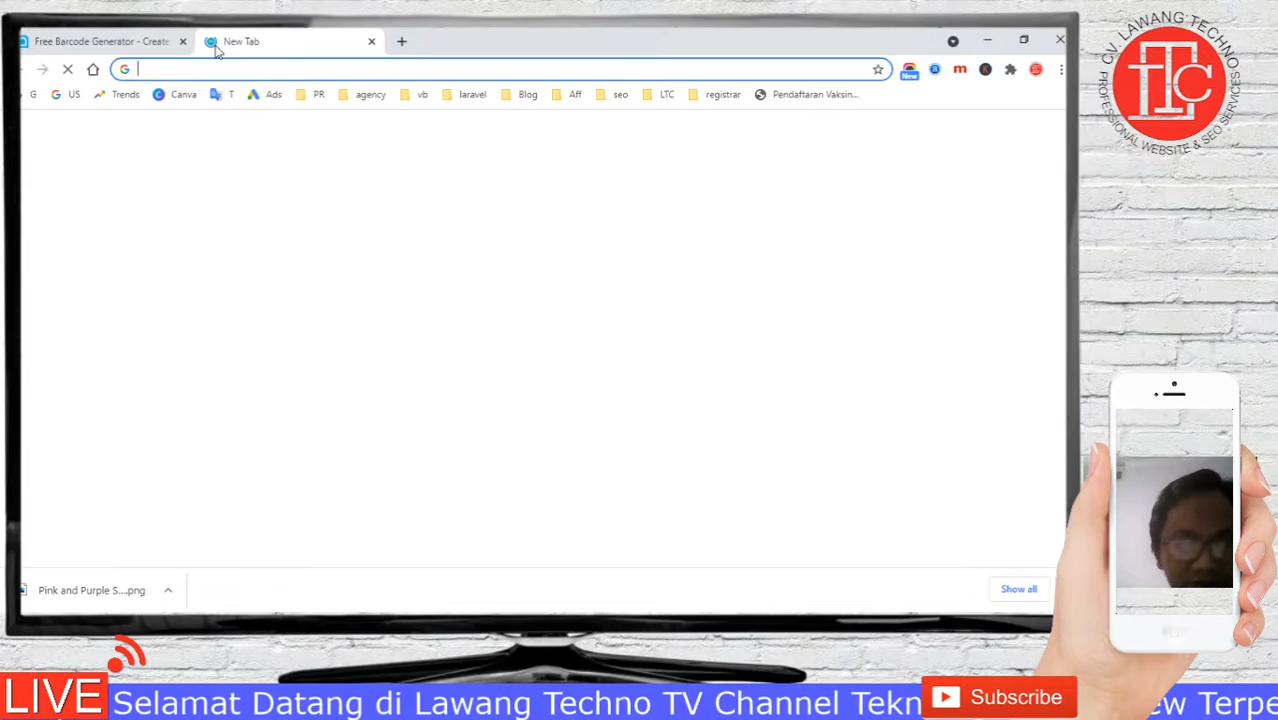 Free Barcode Generator - Create
New Tab
New
G
US
Trends
Canva
T
Ads
PR
agency
vb
laravel
Blog
Aff
seo
LTC
registrar
Pendaftaran Vaksin...
CV. LAWANG TECHNO
LTC
PROFESSIONAL WEBSITE & SEO SERVICES
Pink and Purple S....png
Show all
LIVE
Selamat Datang di Lawang Techno TV Channel Tekn
Subscribe
ew Terpe